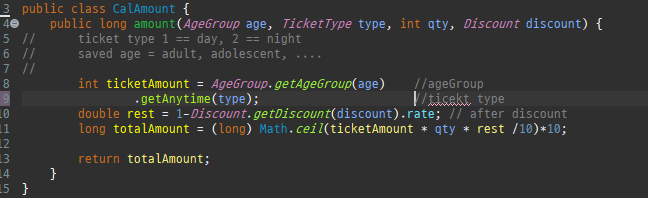 3 public class CalAmount {
4 public long amount(AgeGroup age, TicketType type, int qty, Discount discount) {
5 // ticket type 1 == day, 2 == night
6 // saved age = adult, adolescent, ....
7 //
8 int ticketAmount = AgeGroup.getAgeGroup(age) //ageGroup
9 .getAnytime(type); //ticekt type
10 double rest = 1-Discount.getDiscount(discount).rate; // after discount
11 long totalAmount = (long) Math.ceil(ticketAmount * qty * rest /10)*10;
12
13 return totalAmount;
14 }
15 }